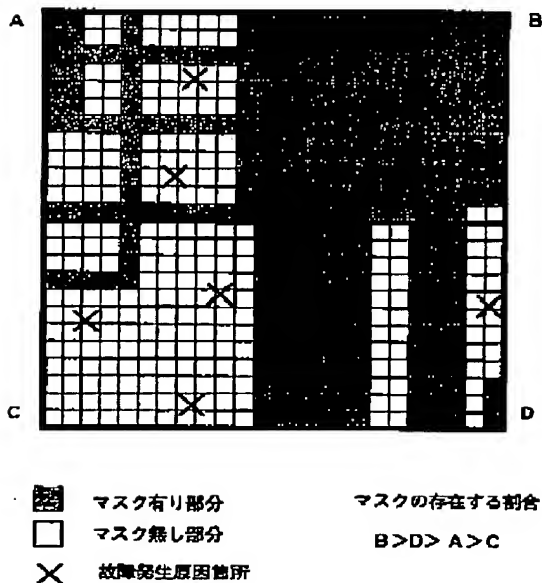 A
B
C
D
マスク有り部分
マスク無し部分
故障発生原因箇所
マスクの存在する割合
B>D>A>C